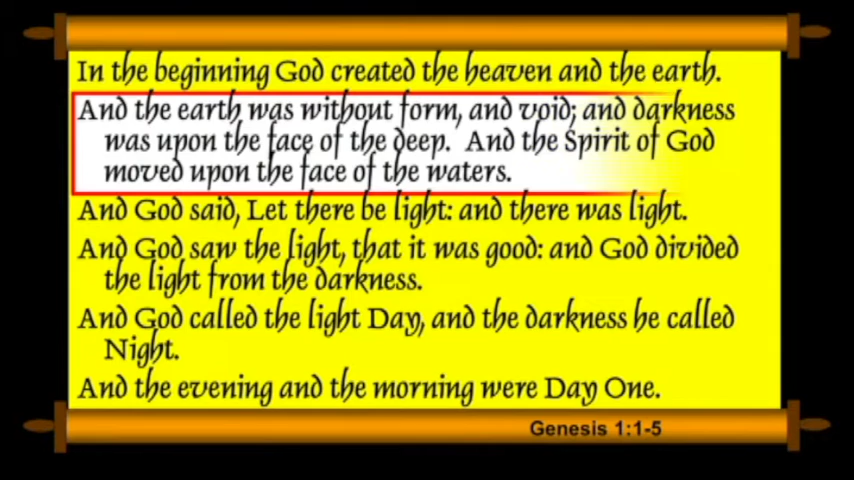 In the beginning God created the heaven and the earth.
And the earth was without form, and void; and darkness
was upon the face of the deep. And the Spirit of God
moved upon the face of the waters.
And God said, Let there be light: and there was light.
And God saw the light, that it was good: and God divided
the light from the darkness.
And God called the light Day, and the darkness he called
Night.
And the evening and the morning were Day One.
Genesis 1:1-5